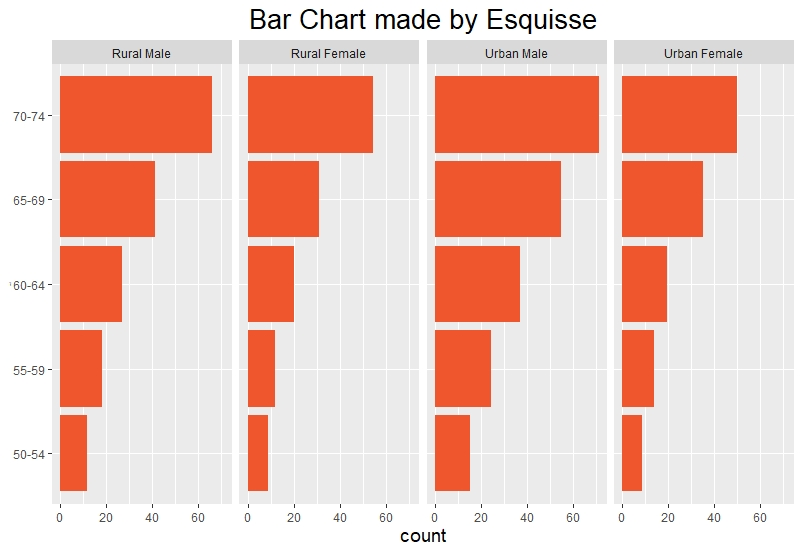 Bar Chart made by Esquisse
Rural Male Rural Female Urban Male Urban Female
70-74
65-69
60-64
55-59
50-54
0 20 40 60 0 20 40 60 0 20 40 60 0 20 40 60
count